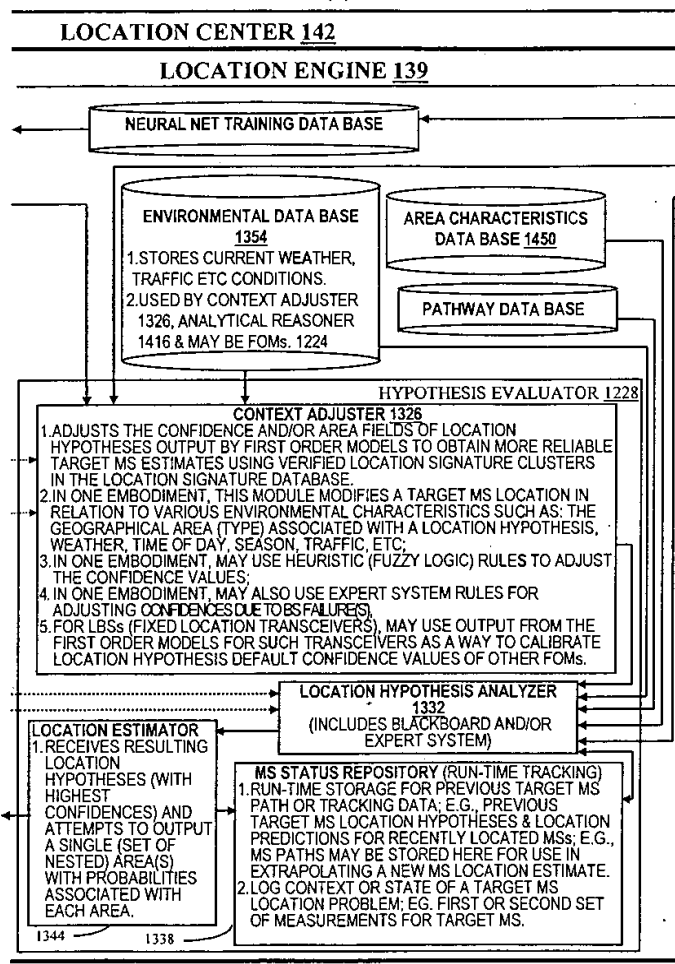 LOCATION CENTER 142
LOCATION ENGINE 139
NEURAL NET TRAINING DATA BASE
ENVIRONMENTAL DATA BASE
1354
1.STORES CURRENT WEATHER,
TRAFFIC ETC CONDITIONS.
2.USED BY CONTEXT ADJUSTER
1326, ANALYTICAL REASONER
1416 & MAY BE FOMs. 1224
AREA CHARACTERISTICS
DATA BASE 1450
PATHWAY DATA BASE
HYPOTHESIS EVALUATOR 1228
CONTEXT ADJUSTER 1326
1.ADJUSTS THE CONFIDENCE AND/OR AREA FIELDS OF LOCATION
HYPOTHESES OUTPUT BY FIRST ORDER MODELS TO OBTAIN MORE RELIABLE
TARGET MS ESTIMATES USING VERIFIED LOCATION SIGNATURE CLUSTERS
IN THE LOCATION SIGNATURE DATABASE.
2.IN ONE EMBODIMENT, THIS MODULE MODIFIES A TARGET MS LOCATION IN
RELATION TO VARIOUS ENVIRONMENTAL CHARACTERISTICS SUCH AS: THE
GEOGRAPHICAL AREA (TYPE) ASSOCIATED WITH A LOCATION HYPOTHESIS,
WEATHER, TIME OF DAY, SEASON, TRAFFIC, ETC;
3.IN ONE EMBODIMENT, MAY USE HEURISTIC (FUZZY LOGIC) RULES TO ADJUST
THE CONFIDENCE VALUES;
4.IN ONE EMBODIMENT, MAY ALSO USE EXPERT SYSTEM RULES FOR
ADJUSTING CONFIDENCES DUE TO BS FAILURE(S),
5.FOR LBSs (FIXED LOCATION TRANSCEIVERS), MAY USE OUTPUT FROM THE
FIRST ORDER MODELS FOR SUCH TRANSCEIVERS AS A WAY TO CALIBRATE
LOCATION HYPOTHESIS DEFAULT CONFIDENCE VALUES OF OTHER FOMs.
LOCATION HYPOTHESIS ANALYZER
1332
(INCLUDES BLACKBOARD AND/OR
EXPERT SYSTEM)
LOCATION ESTIMATOR
1.RECEIVES RESULTING
LOCATION
HYPOTHESES (WITH
HIGHEST
CONFIDENCES) AND
ATTEMPTS TO OUTPUT
A SINGLE (SET OF
NESTED) AREA(S)
WITH PROBABILITIES
ASSOCIATED WITH
EACH AREA.
1344
MS STATUS REPOSITORY (RUN-TIME TRACKING)
1.RUN-TIME STORAGE FOR PREVIOUS TARGET MS
PATH OR TRACKING DATA; E.G., PREVIOUS
TARGET MS LOCATION HYPOTHESES & LOCATION
PREDICTIONS FOR RECENTLY LOCATED MSs; E.G.,
MS PATHS MAY BE STORED HERE FOR USE IN
EXTRAPOLATING A NEW MS LOCATION ESTIMATE.
2.LOG CONTEXT OR STATE OF A TARGET MS
LOCATION PROBLEM; EG. FIRST OR SECOND SET
OF MEASUREMENTS FOR TARGET MS.
1338